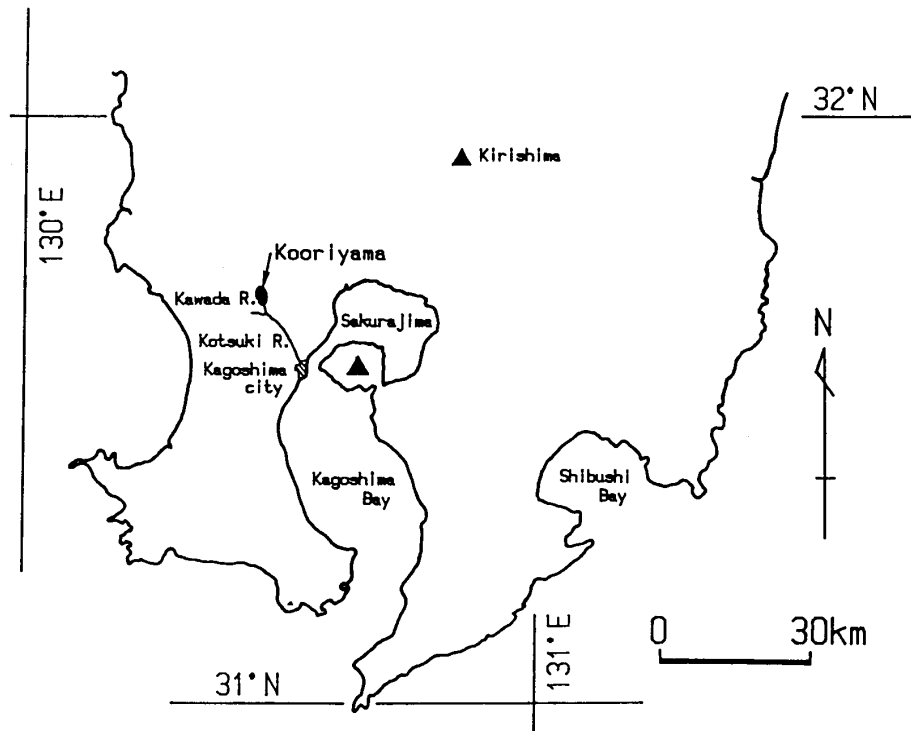 32°N
Kirishima
130°E
Kooriyama
Kawada R.
Sakurajima
Kotsuki R.
N
Kagoshima
city
Kagoshima
Bay
Shibushi
Bay
131°E
0 30km
31°N